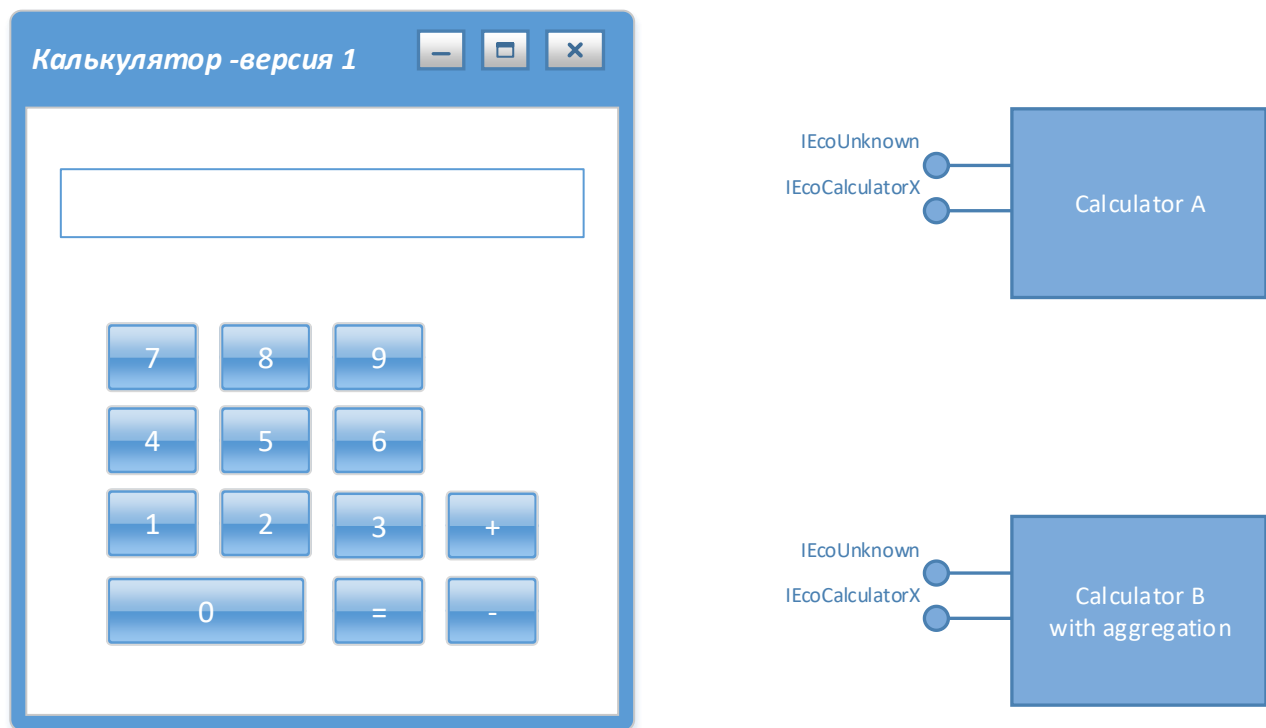 Калькулятор -версия 1
7 8 9
4 5 6
1 2 3 +
0 = -
IEcoUnknown
IEcoCalculatorX
Calculator A
IEcoUnknown
IEcoCalculatorX
Calculator B
with aggregation